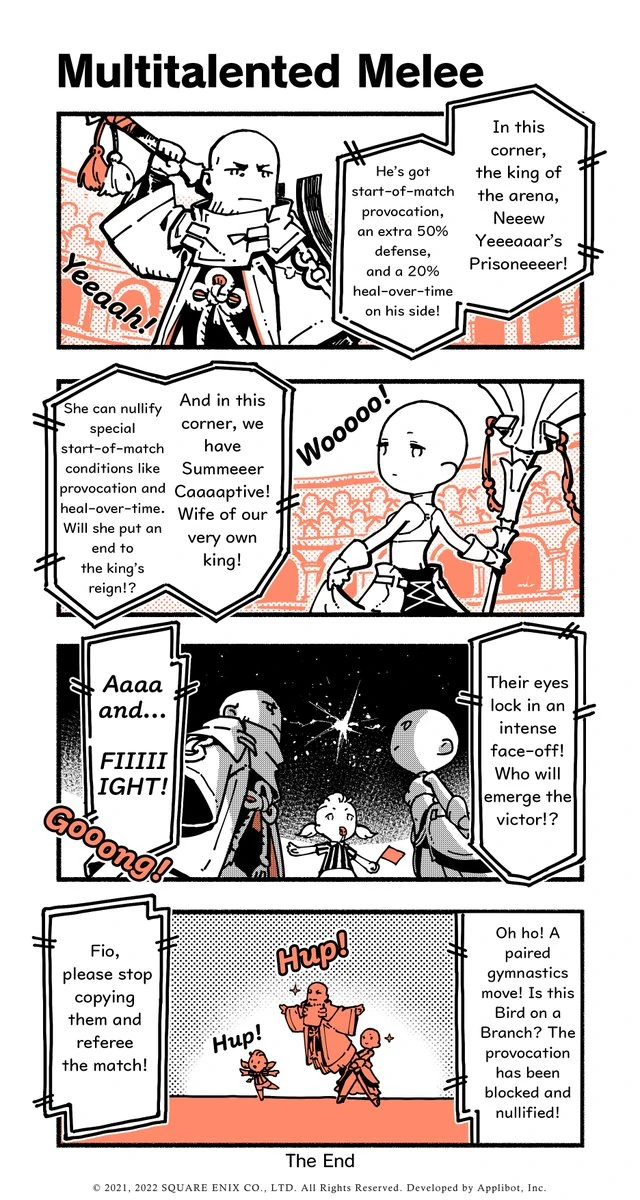 Multitalented Melee
In this
corner,
the king of
the arena,
Neeew
Yeeeaaar's
Prisoneeeer!
He's got
start-of-match
provocation,
an extra 50%
defense,
and a 20%
heal-over-time
on his side!
Yeeaah!
And in this
corner, we
have
Summeeer
Caaaaptive!
Wife of our
very own
king!
She can nullify
special
start-of-match
conditions like
provocation and
heal-over-time.
Will she put an
end to
the king's
reign!?
Wooooo!
Their eyes
lock in an
intense
face-off!
Who will
emerge the
victor!?
Aaaa
and...
FIIIII
IGHT!
Gooong!
Oh ho! A
paired
gymnastics
move! Is this
Bird on a
Branch? The
provocation
has been
blocked and
nullified!
Hup!
Hup!
Fio,
please stop
copying
them and
referee
the match!
The End
© 2021, 2022 SQUARE ENIX CO., LTD. All Rights Reserved. Developed by Applibot, Inc.